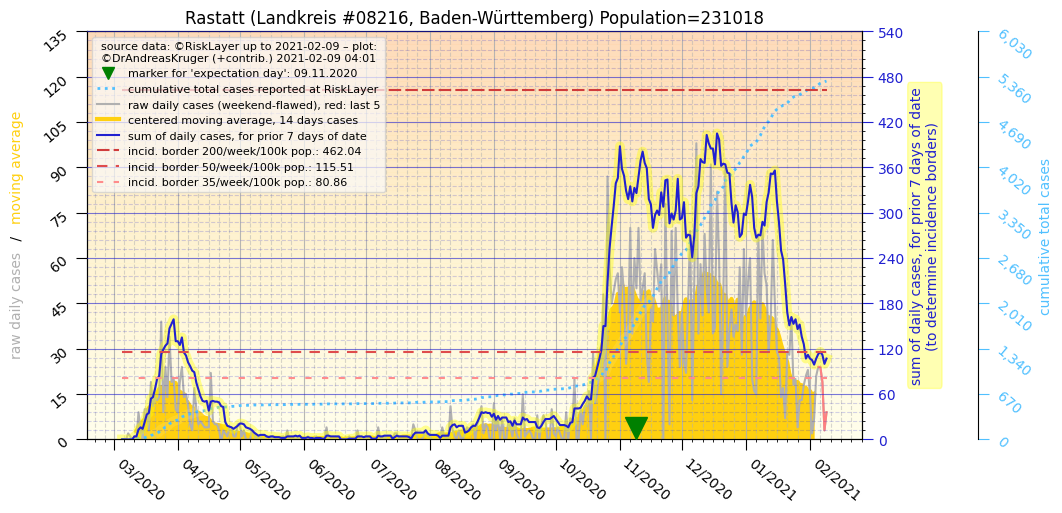 Rastatt (Landkreis #08216, Baden-Württemberg) Population=231018
source data: ©RiskLayer up to 2021-02-09 – plot:
©DrAndreasKruger (+contrib.) 2021-02-09 04:01
marker for 'expectation day': 09.11.2020
cumulative total cases reported at RiskLayer
raw daily cases (weekend-flawed), red: last 5
centered moving average, 14 days cases
sum of daily cases, for prior 7 days of date
incid. border 200/week/100k pop.: 462.04
incid. border 50/week/100k pop.: 115.51
incid. border 35/week/100k pop.: 80.86
raw daily cases / moving average
135
120
105
90
75
60
45
30
15
0
03/2020
04/2020
05/2020
06/2020
07/2020
08/2020
09/2020
10/2020
11/2020
12/2020
01/2021
02/2021
540
480
420
360
300
240
180
120
60
0
sum of daily cases, for prior 7 days of date
(to determine incidence borders)
6,030
5,360
4,690
4,020
3,350
2,680
2,010
1,340
670
0
cumulative total cases